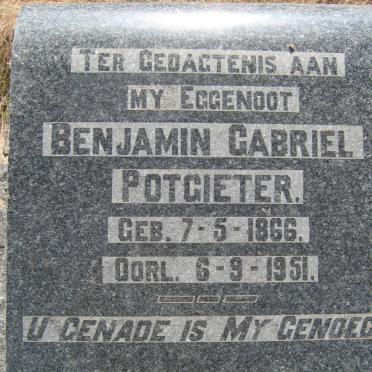 TER GEDAGTENIS AAN
MY EGGENOOT
BENJAMIN GABRIEL
POTGIETER.
GEB. 7-5-1866.
OORL. 6-9-1951.
U GENADE IS MY GENOEG